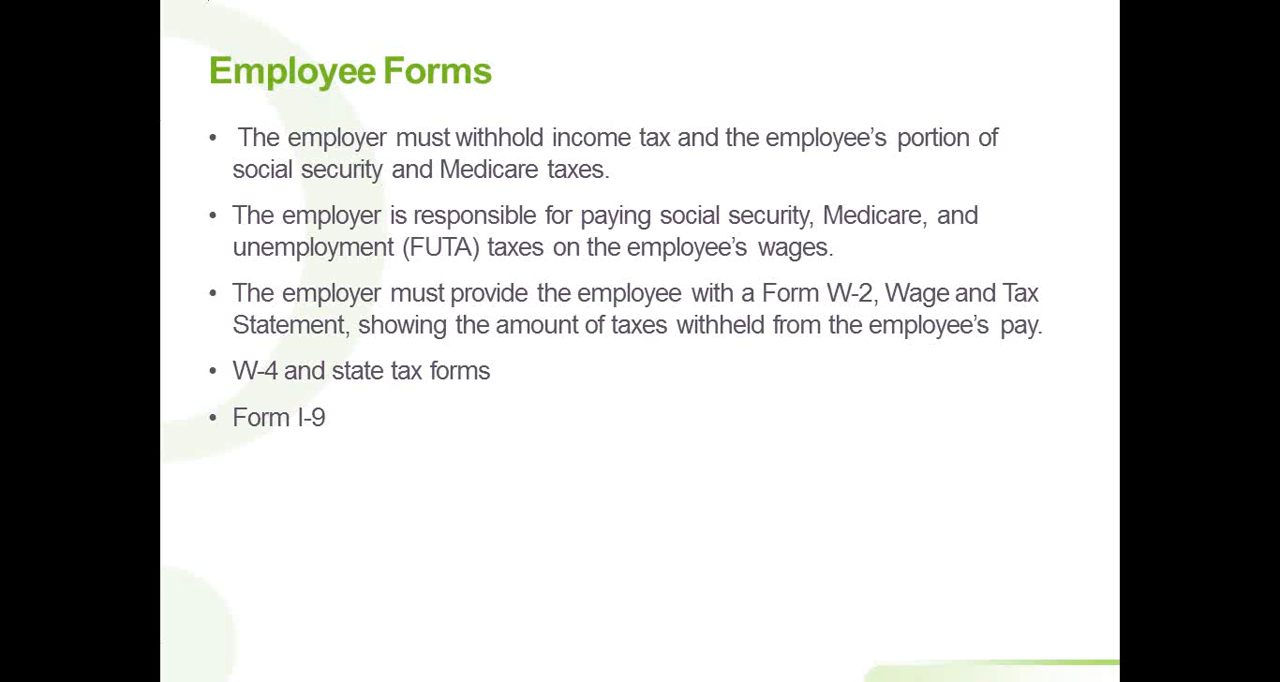 Employee Forms
• The employer must withhold income tax and the employee’s portion of
social security and Medicare taxes.
• The employer is responsible for paying social security, Medicare, and
unemployment (FUTA) taxes on the employee’s wages.
• The employer must provide the employee with a Form W-2, Wage and Tax
Statement, showing the amount of taxes withheld from the employee’s pay.
• W-4 and state tax forms
• Form I-9